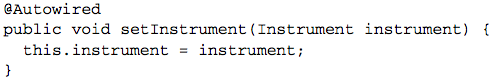 @Autowired
public void setInstrument(Instrument instrument) {
  this.instrument = instrument;
}